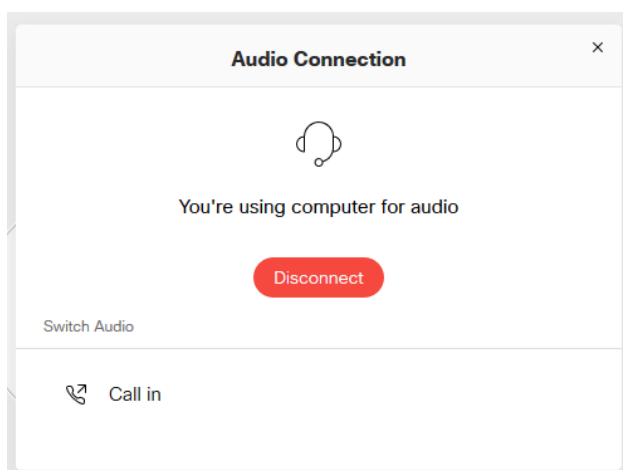 Audio Connection
You're using computer for audio
Disconnect
Switch Audio
Call in